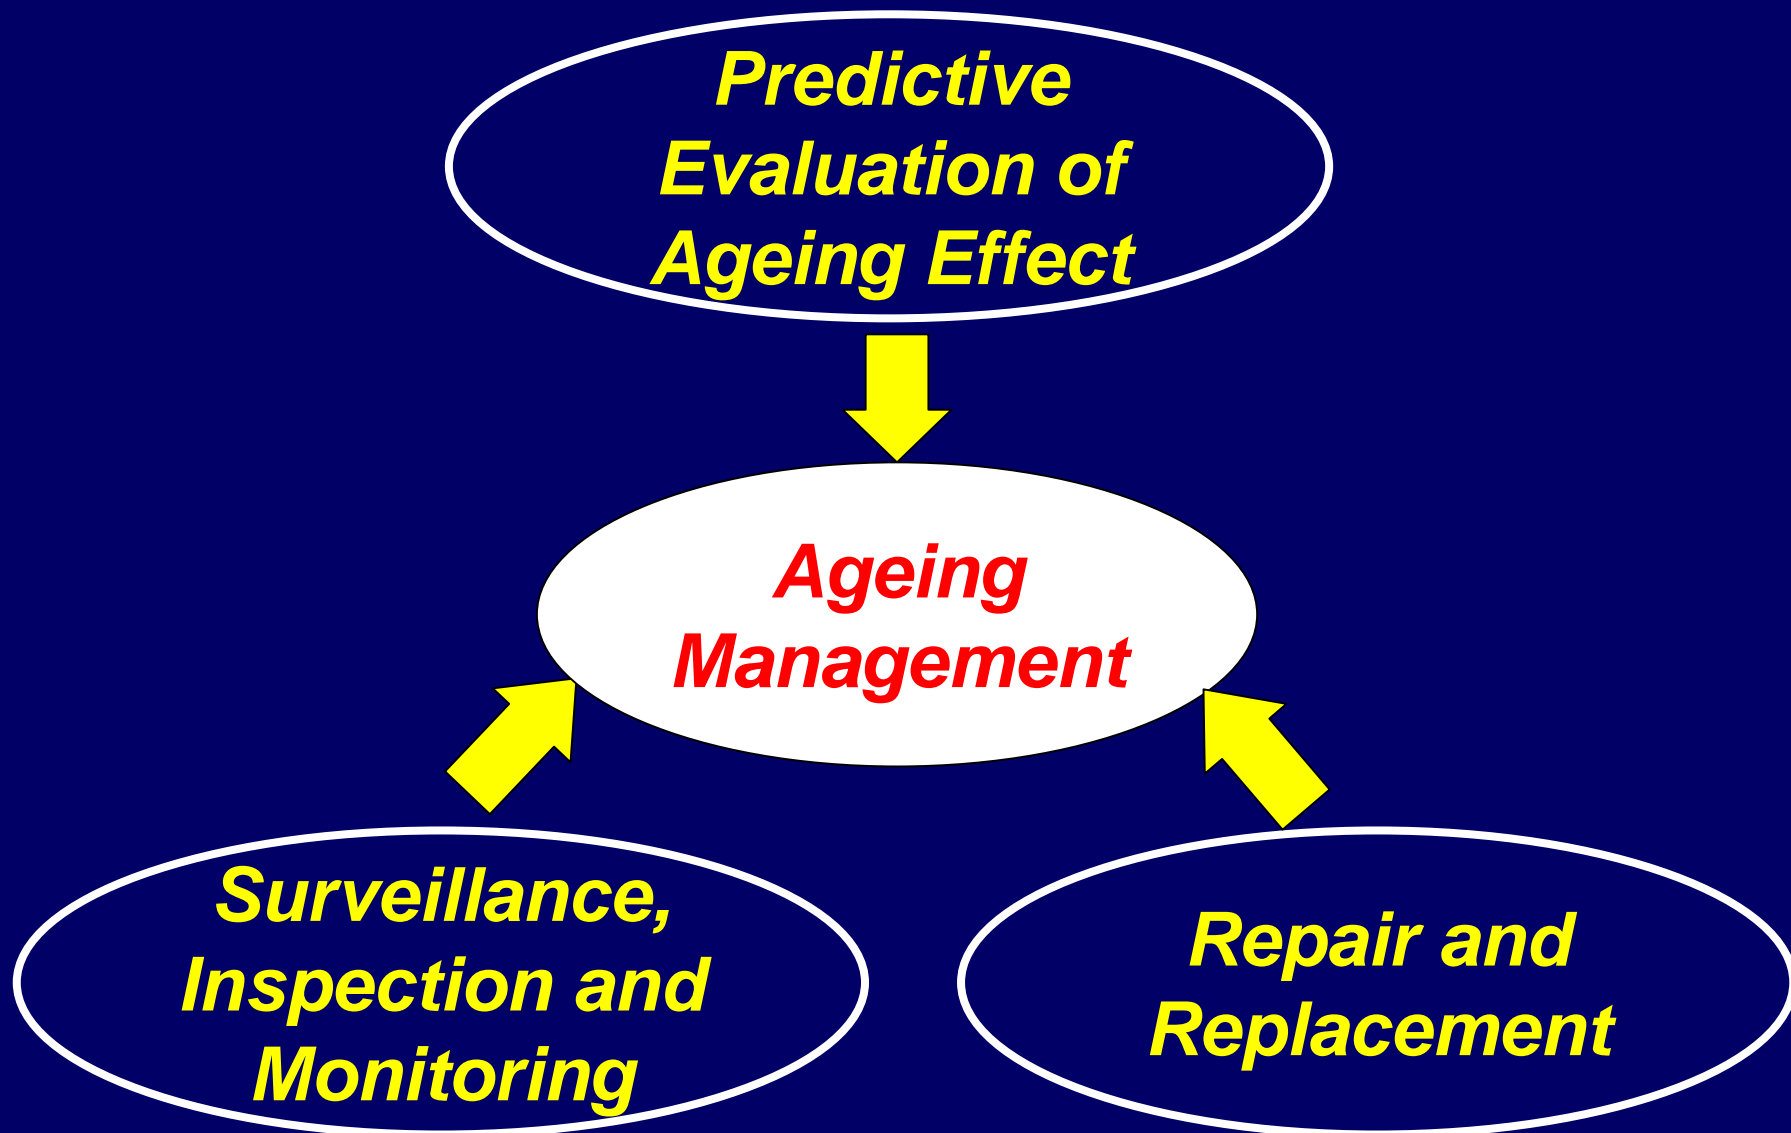 Predictive
Evaluation of
Ageing Effect
Ageing
Management
Surveillance,
Inspection and
Monitoring
Repair and
Replacement